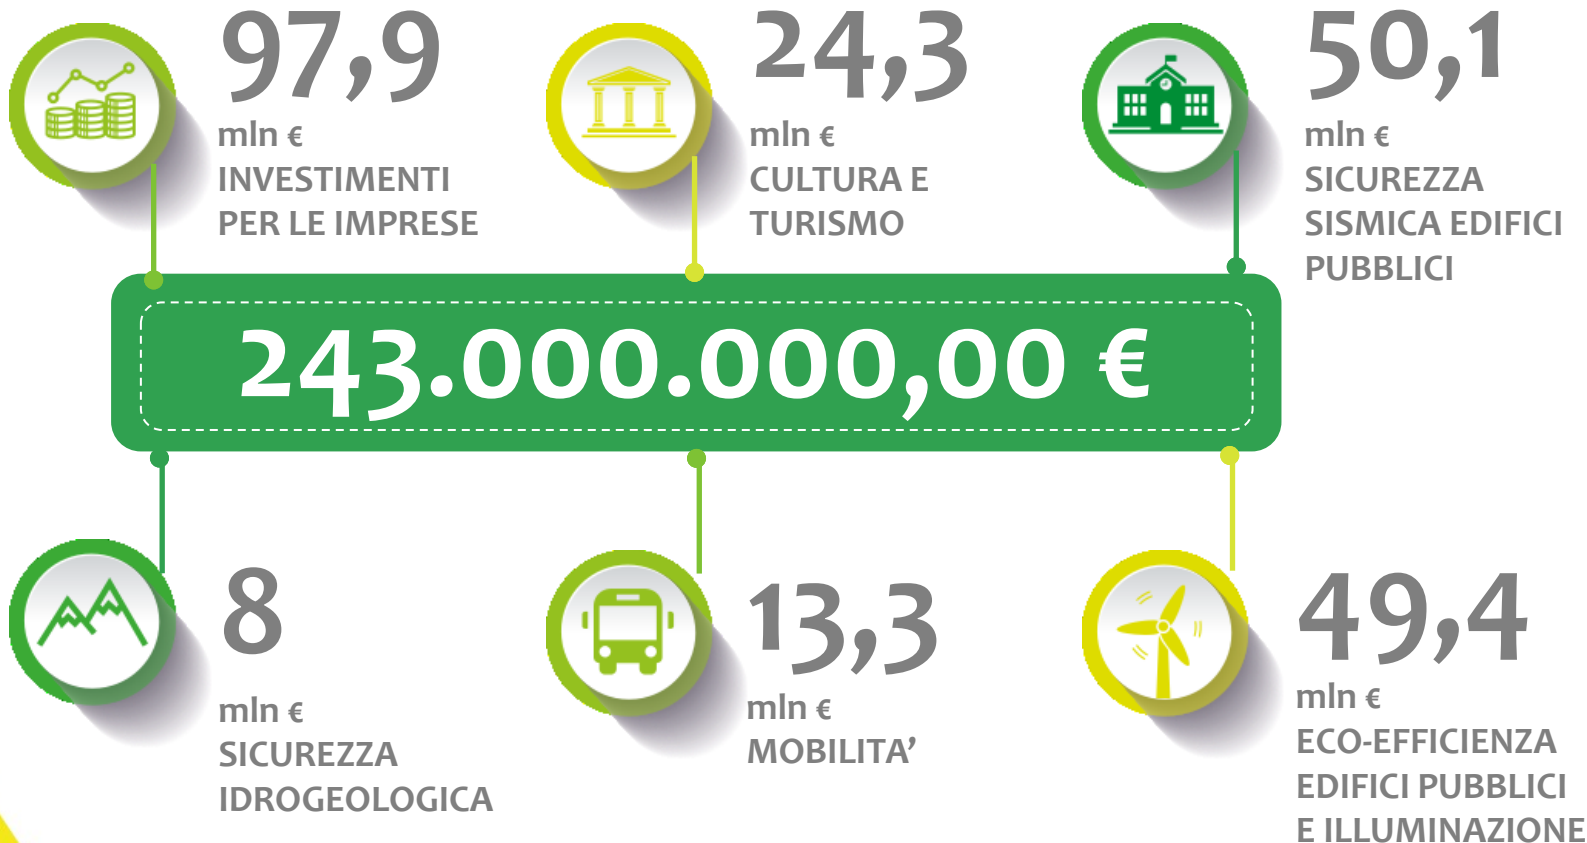 97,9
mln €
INVESTIMENTI
PER LE IMPRESE
24,3
mln €
CULTURA E
TURISMO
50,1
mln €
SICUREZZA
SISMICA EDIFICI
PUBBLICI
243.000.000,00 €
8
mln €
SICUREZZA
IDROGEOLOGICA
13,3
mln €
MOBILITA’
49,4
mln €
ECO-EFFICIENZA
EDIFICI PUBBLICI
E ILLUMINAZIONE